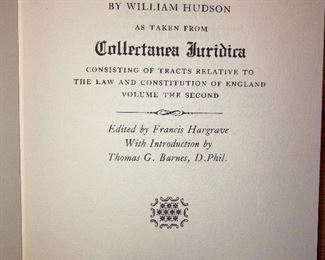 BY WILLIAM HUDSON
AS TAKEN FROM
Collectanea Iuridica
CONSISTING OF TRACTS RELATIVE TO
THE LAW AND CONSTITUTION OF ENGLAND
VOLUME THE SECOND
Edited by Francis Hargrave
With Introduction by
Thomas G. Barnes, D.Phil.